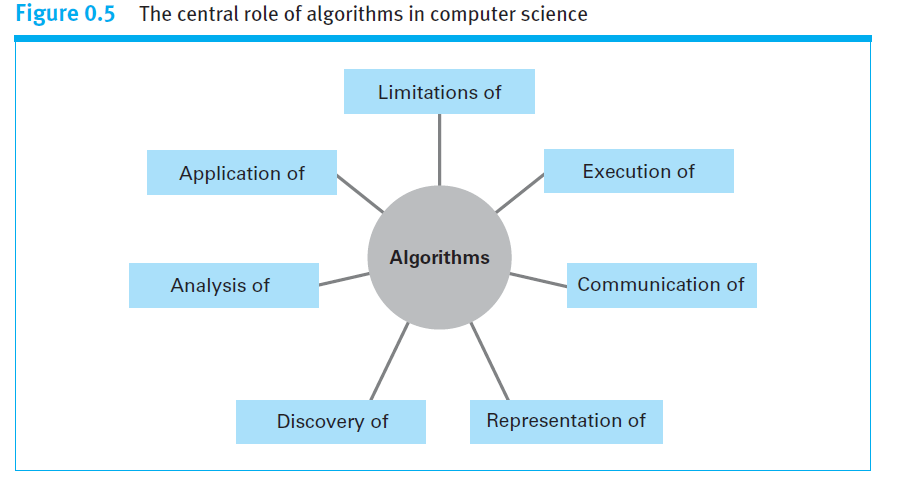 Figure 0.5 The central role of algorithms in computer science
Limitations of
Application of
Execution of
Algorithms
Analysis of
Communication of
Discovery of
Representation of